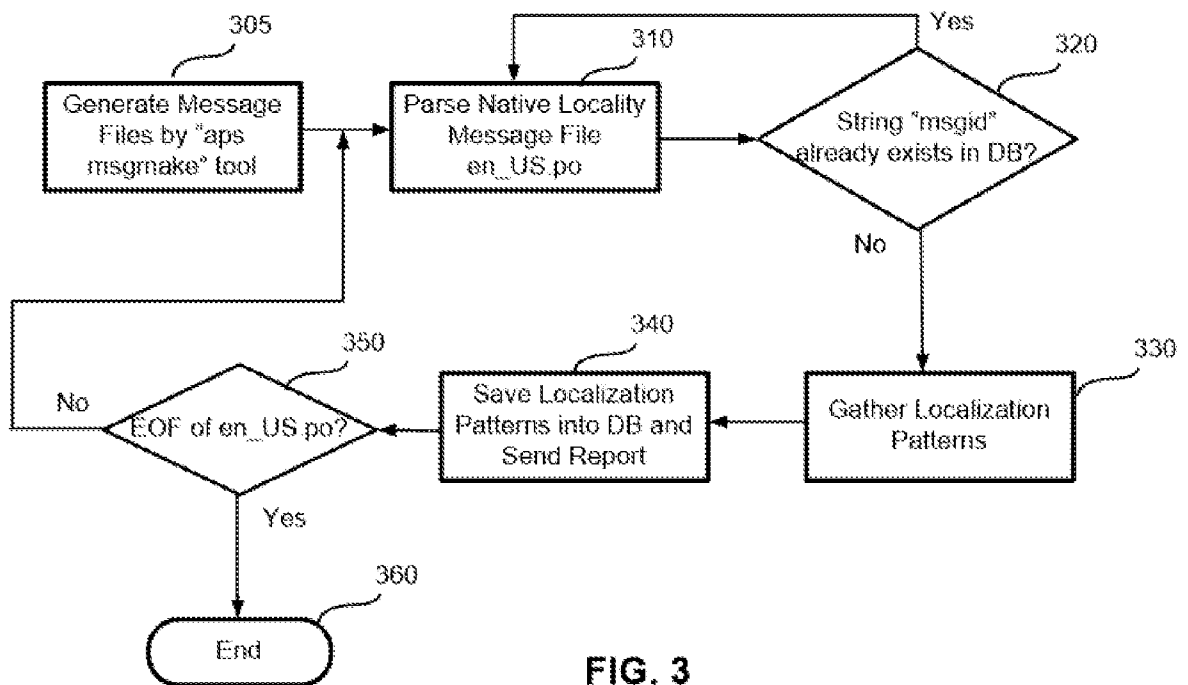 305
Generate Message
Files by "aps
msgmake" tool
310
Parse Native Locality
Message File
en_US.po
Yes
320
String "msgid"
already exists in DB?
No
330
Gather Localization
Patterns
340
Save Localization
Patterns into DB and
Send Report
350
EOF of en_US.po?
No
Yes
360
End
FIG. 3